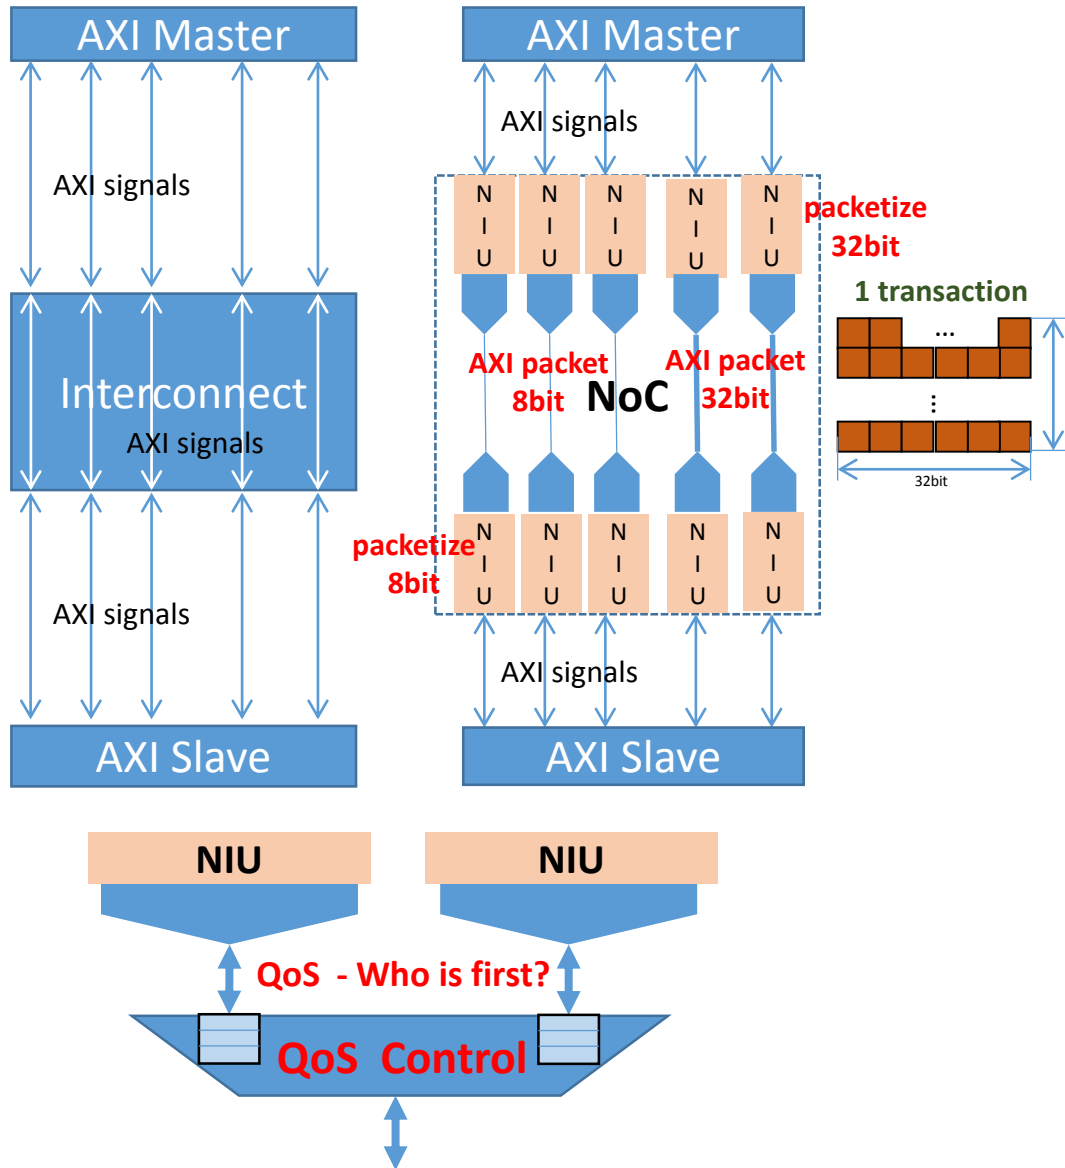 AXI Master
AXI signals
Interconnect
AXI signals
AXI signals
AXI Slave
AXI Master
AXI signals
N
I
U
N
I
U
N
I
U
N
I
U
N
I
U
packetize
32bit
AXI packet
8bit
NoC
AXI packet
32bit
1 transaction
...
...
32bit
packetize
8bit
N
I
U
N
I
U
N
I
U
N
I
U
N
I
U
AXI signals
AXI Slave
NIU
NIU
QoS - Who is first?
QoS Control